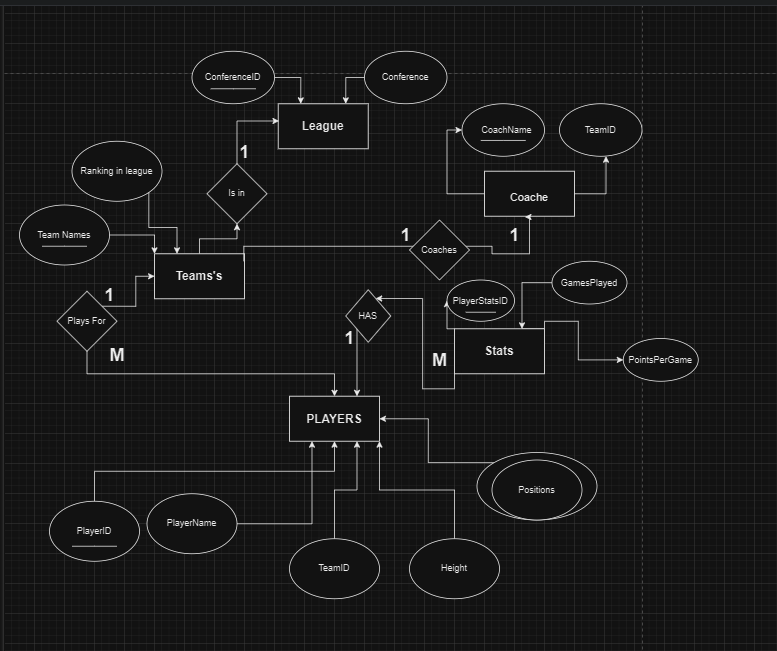 ConferenceID
Conference
League
CoachName
TeamID
1
Ranking in league
Is in
Coache
Team Names
1
Coaches
1
Teams's
GamesPlayed
1
PlayerStatsID
Plays For
HAS
1
M
M
Stats
PointsPerGame
PLAYERS
Positions
PlayerID
PlayerName
TeamID
Height